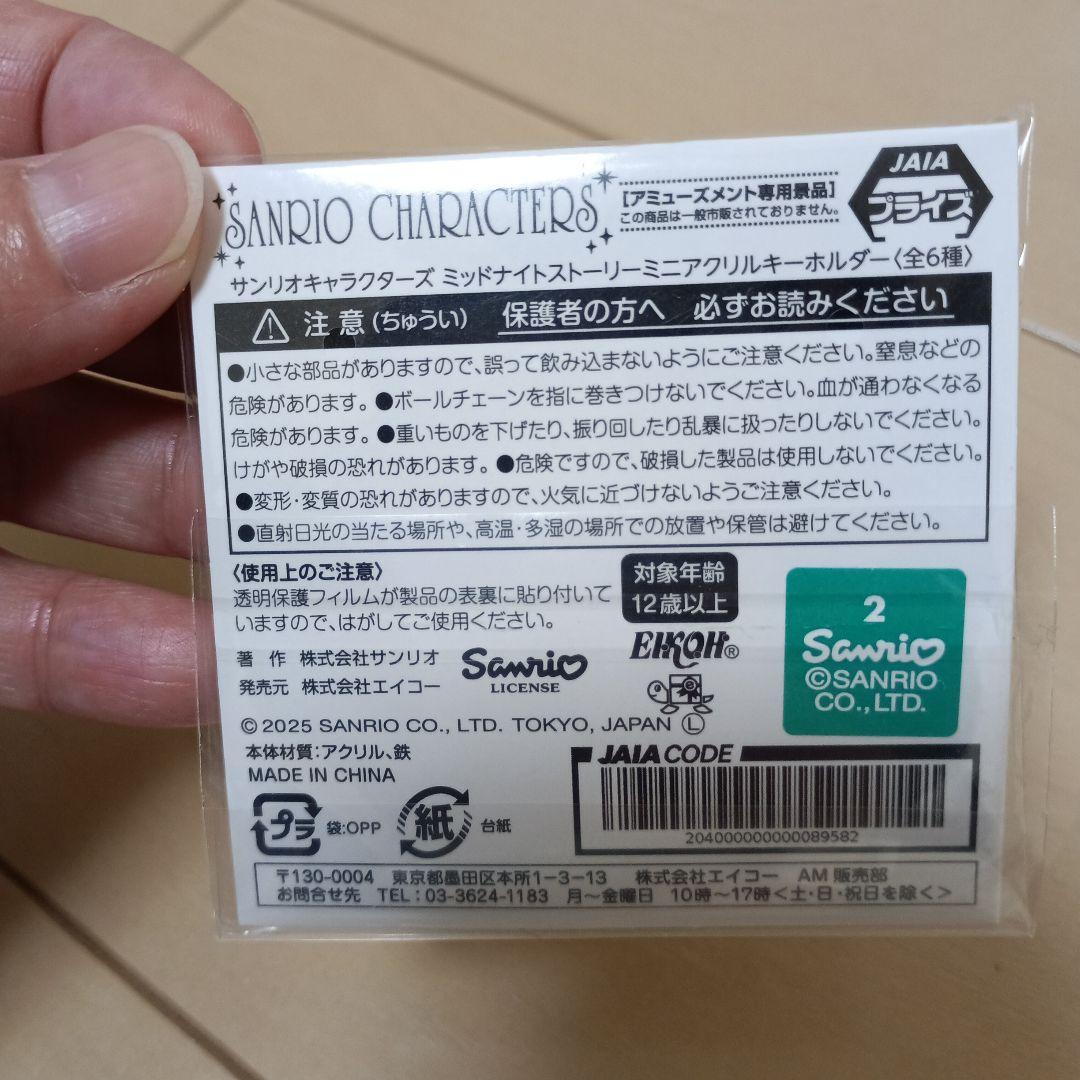 SANRIO CHARACTERS
[アミューズメント専用景品]
この商品は一般市販されておりません。
JAIA
プライズ
サンリオキャラクターズ ミッドナイトストーリーミニアクリルキーホルダー〈全6種〉
注意(ちゅうい) 保護者の方へ 必ずお読みください
●小さな部品がありますので、誤って飲み込まないようにご注意ください。窒息などの
危険があります。●ボールチェーンを指に巻きつけないでください。血が通わなくなる
危険があります。●重いものを下げたり、振り回したり乱暴に扱ったりしないでください。
けがや破損の恐れがあります。●危険ですので、破損した製品は使用しないでください。
●変形・変質の恐れがありますので、火気に近づけないようご注意ください。
●直射日光の当たる場所や、高温・多湿の場所での放置や保管は避けてください。
〈使用上のご注意〉
透明保護フィルムが製品の表裏に貼り付いて
いますので、はがしてご使用ください。
対象年齢
12歳以上
著 作 株式会社サンリオ
発売元 株式会社エイコー
Sanrio
LICENSE
EIKOH®
e
2
Sanrio
©SANRIO
CO.,LTD.
© 2025 SANRIO CO., LTD. TOKYO, JAPAN Ⓛ
本体材質:アクリル、鉄
MADE IN CHINA
プラ 袋:OPP
紙 台紙
JAIA CODE
204000000000089582
〒130-0004 東京都墨田区本所1-3-13 株式会社エイコー AM販売部
お問合せ先 TEL:03-3624-1183 月〜金曜日 10時〜17時<土・日・祝日を除く>